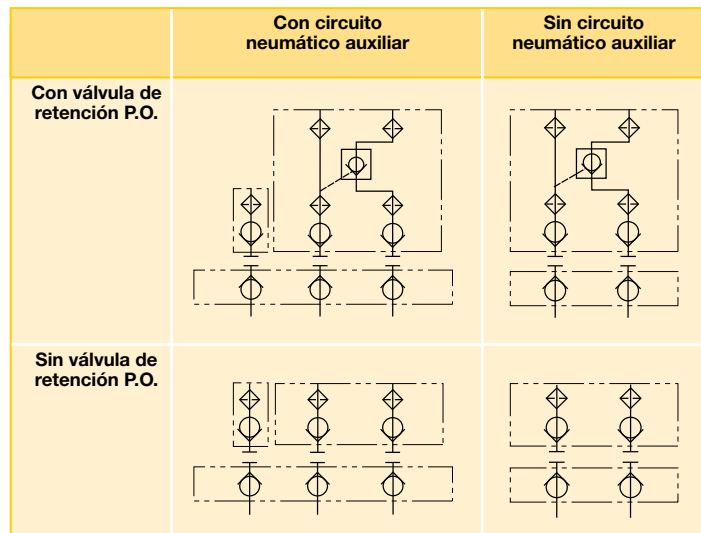 Con circuito
neumático auxiliar
Sin circuito
neumático auxiliar
Con válvula de
retención P.O.
Sin válvula de
retención P.O.